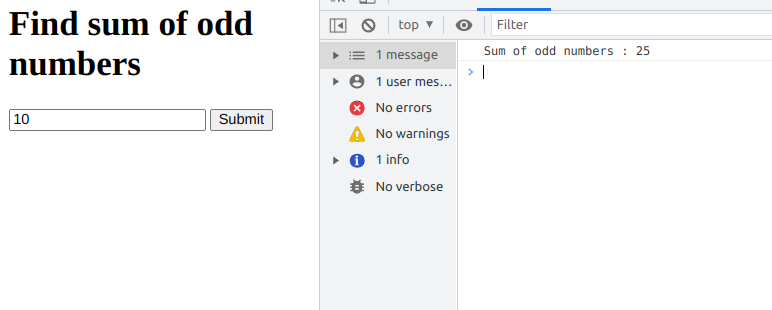 Find sum of odd
numbers
10 Submit
top ▼ Filter
1 message
1 user mes...
No errors
No warnings
1 info
No verbose
Sum of odd numbers : 25
>